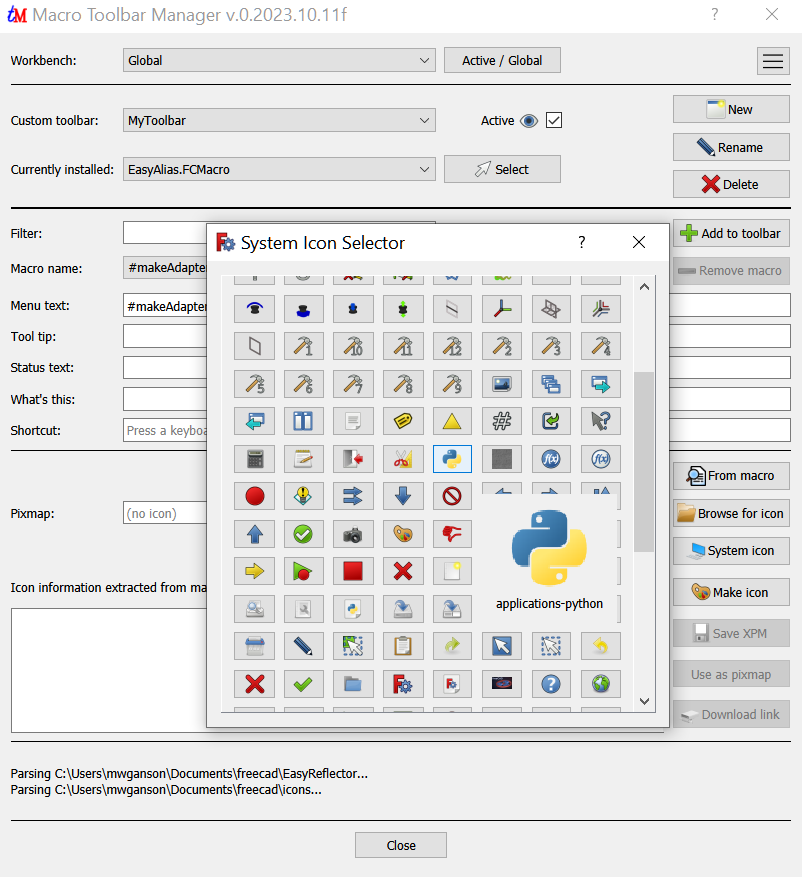 tM Macro Toolbar Manager v.0.2023.10.11f ?
Workbench: Global Active / Global
Custom toolbar: MyToolbar Active New
Rename
Currently installed: EasyAlias.FCMacro Select
Delete
Filter: Add to toolbar
System Icon Selector ?
Macro name: #makeAdapter Remove macro
Menu text: #makeAdapter
Tool tip:
Status text:
What's this:
Shortcut: Press a keyboa
1 10 11 12 2 3 4
5 6 7 8 9
#
f(x) f(x)
From macro
Pixmap: (no icon) Browse for icon
System icon
Icon information extracted from ma Make icon
applications-python
Save XPM
Use as pixmap
Download link
Parsing C:\Users\mwganson\Documents\freecad\EasyReflector...
Parsing C:\Users\mwganson\Documents\freecad\icons...
Close